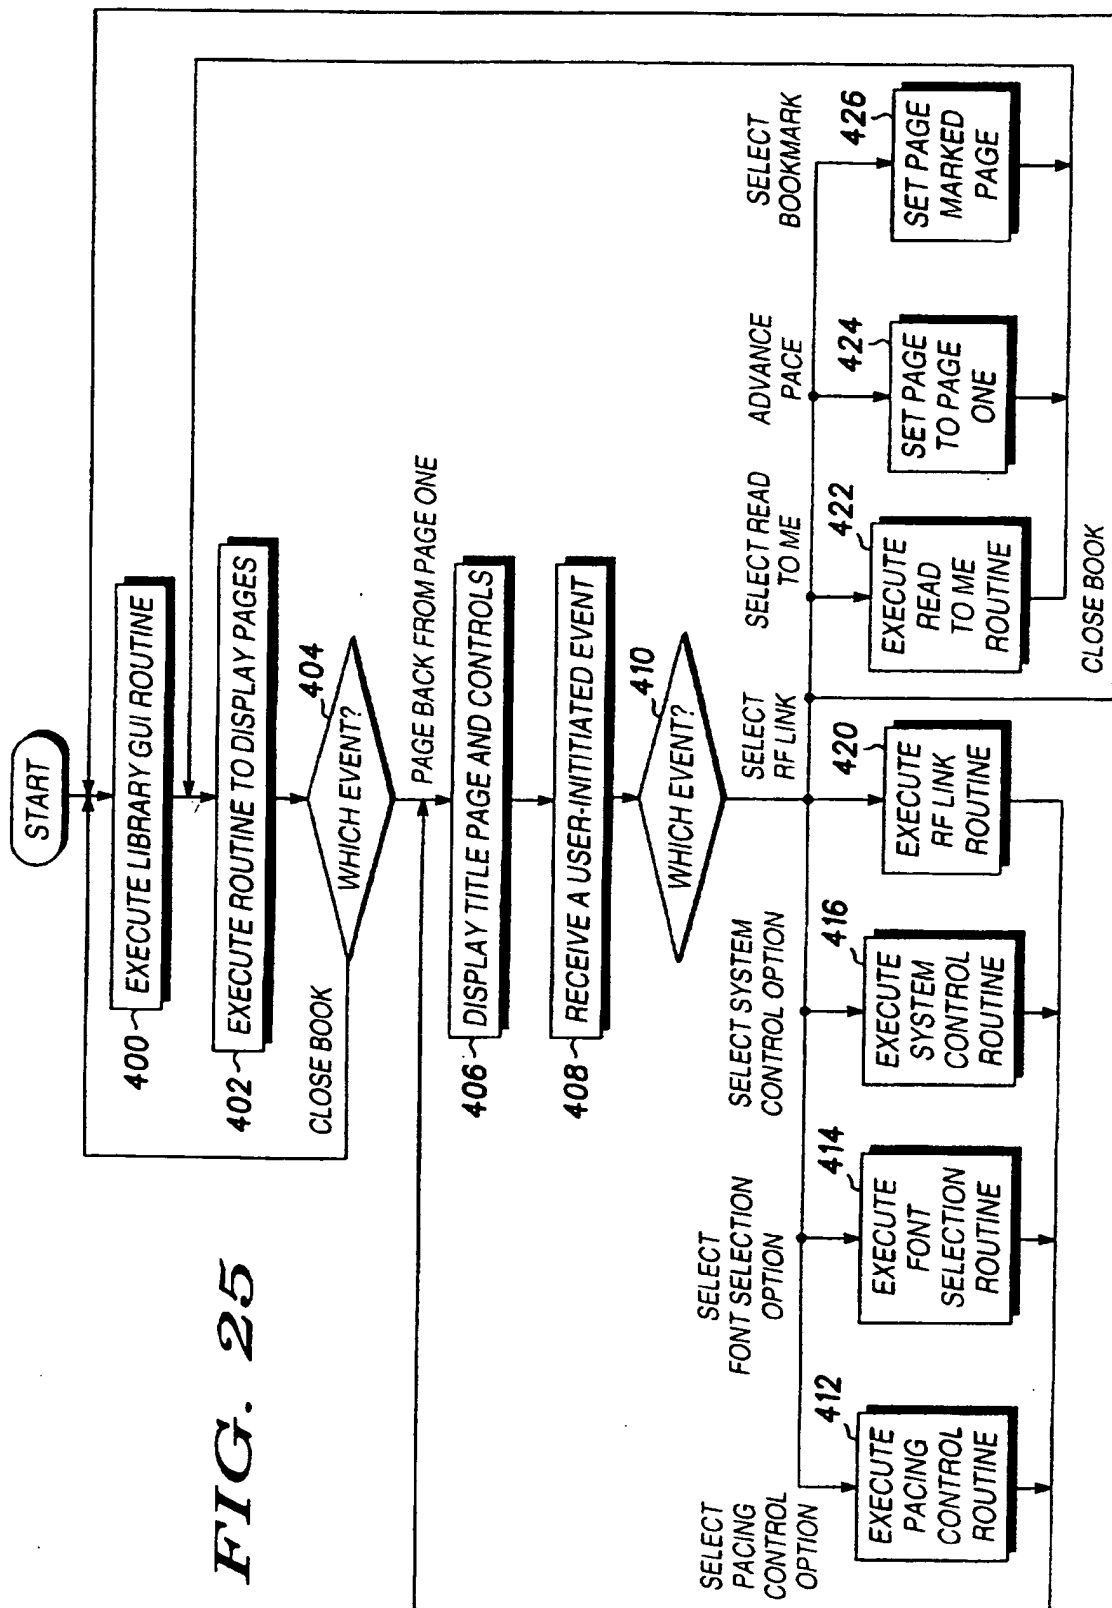 FIG. 25
START
EXECUTE LIBRARY GUI ROUTINE
400
EXECUTE ROUTINE TO DISPLAY PAGES
402
WHICH EVENT?
404
CLOSE BOOK
PAGE BACK FROM PAGE ONE
DISPLAY TITLE PAGE AND CONTROLS
406
RECEIVE A USER-INITIATED EVENT
408
WHICH EVENT?
410
SELECT
PACING
CONTROL
OPTION
412
EXECUTE
PACING
CONTROL
ROUTINE
SELECT
FONT SELECTION
OPTION
414
EXECUTE
FONT
SELECTION
ROUTINE
SELECT SYSTEM
CONTROL OPTION
416
EXECUTE
SYSTEM
CONTROL
ROUTINE
SELECT
RF LINK
420
EXECUTE
RF LINK
ROUTINE
SELECT READ
TO ME
422
EXECUTE
READ
TO ME
ROUTINE
ADVANCE
PACE
424
SET PAGE
TO PAGE
ONE
SELECT
BOOKMARK
426
SET PAGE
MARKED
PAGE
CLOSE BOOK